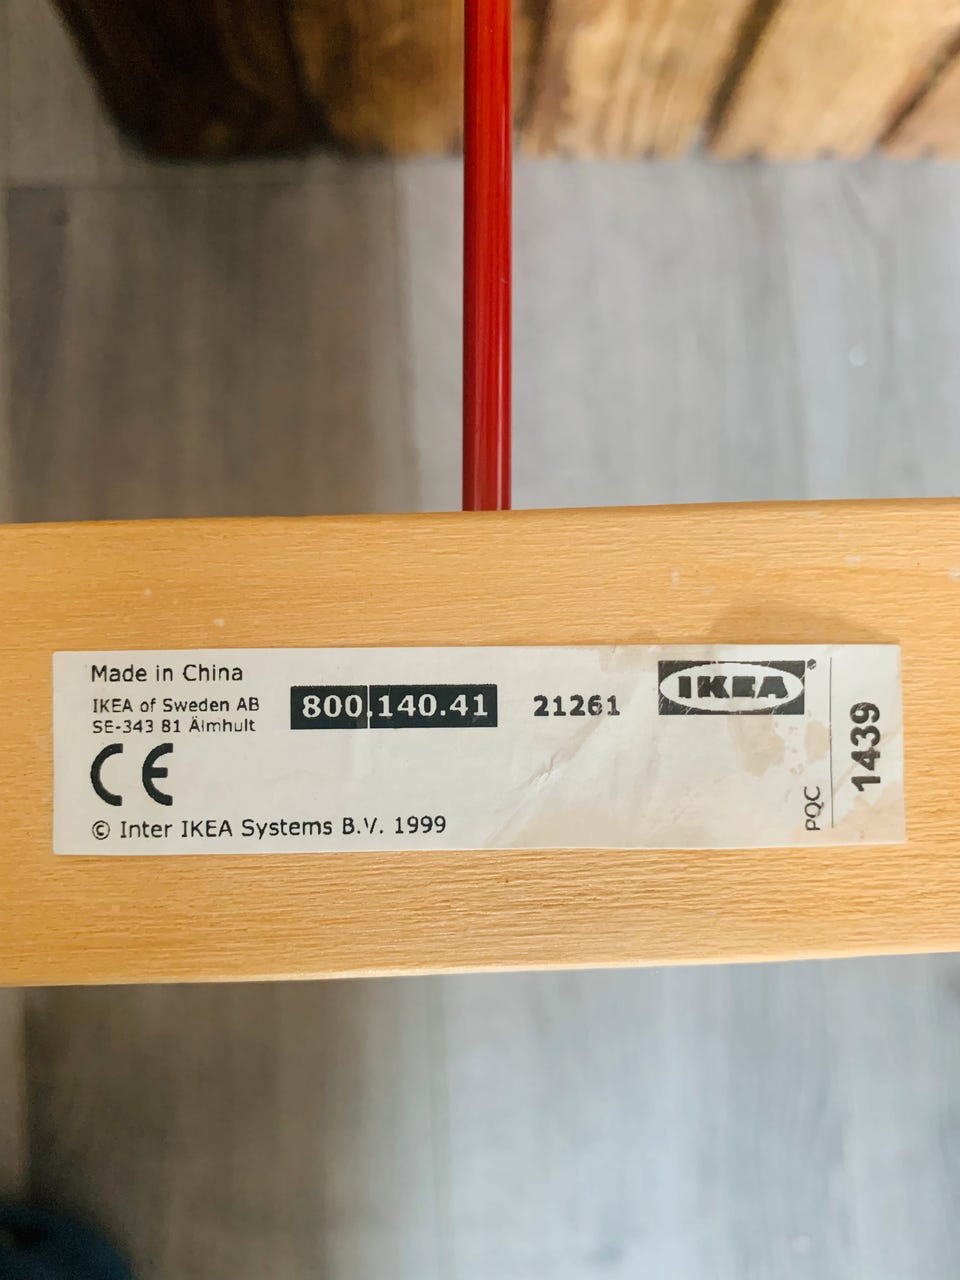 Made in China
IKEA of Sweden AB
SE-343 81 Älmhult
800.140.41
21261
IKEA®
CE
© Inter IKEA Systems B.V. 1999
PQC
1439